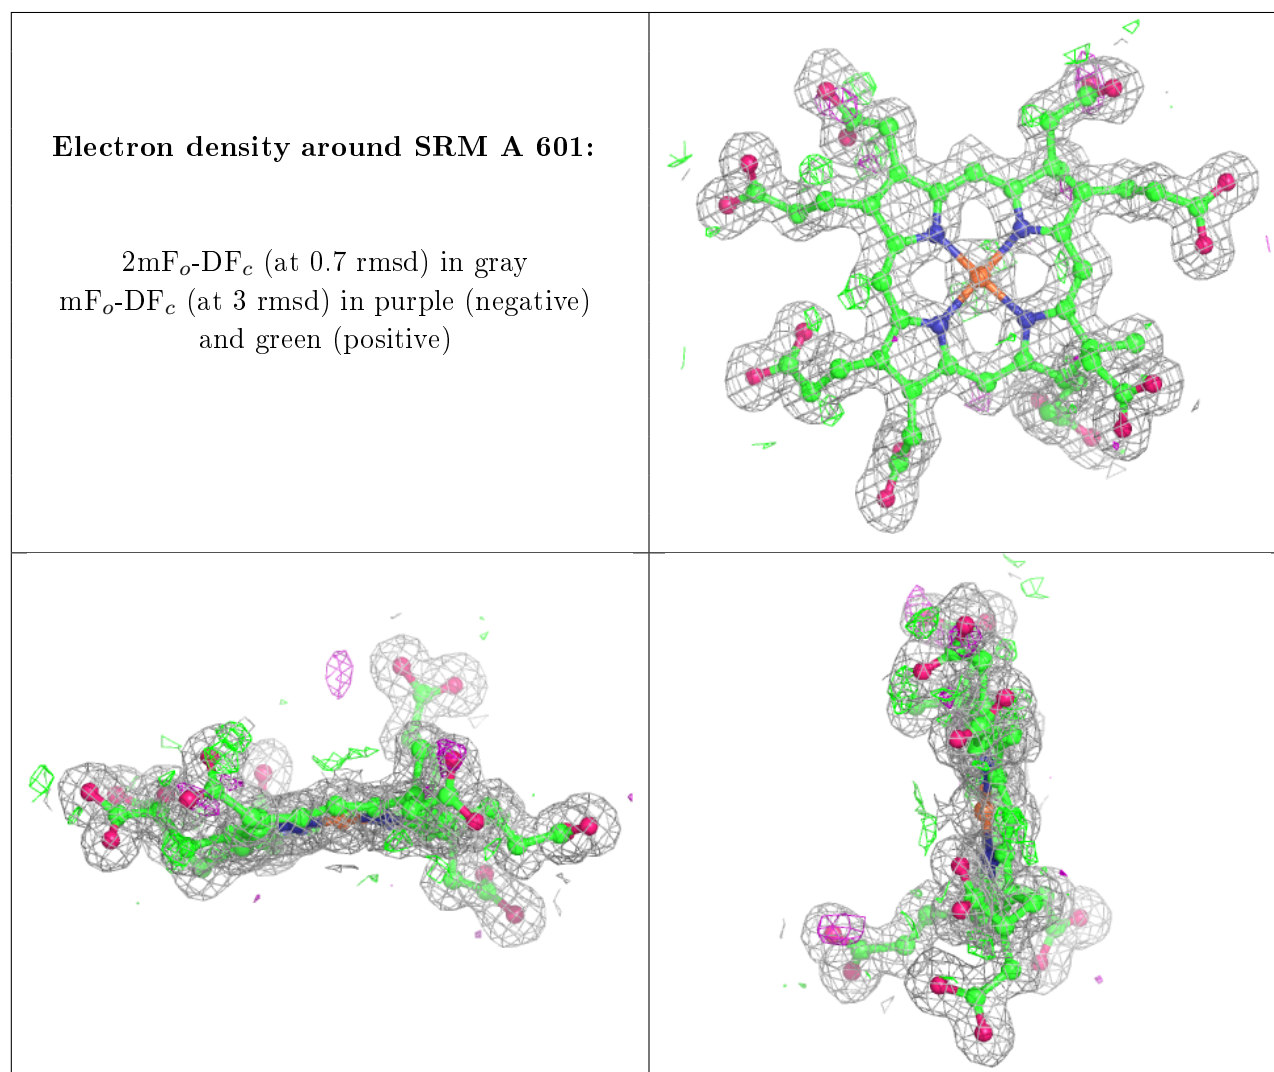 Electron density around SRM A 601:
2mFₒ-DF𝒸 (at 0.7 rmsd) in gray
mFₒ-DF𝒸 (at 3 rmsd) in purple (negative)
and green (positive)